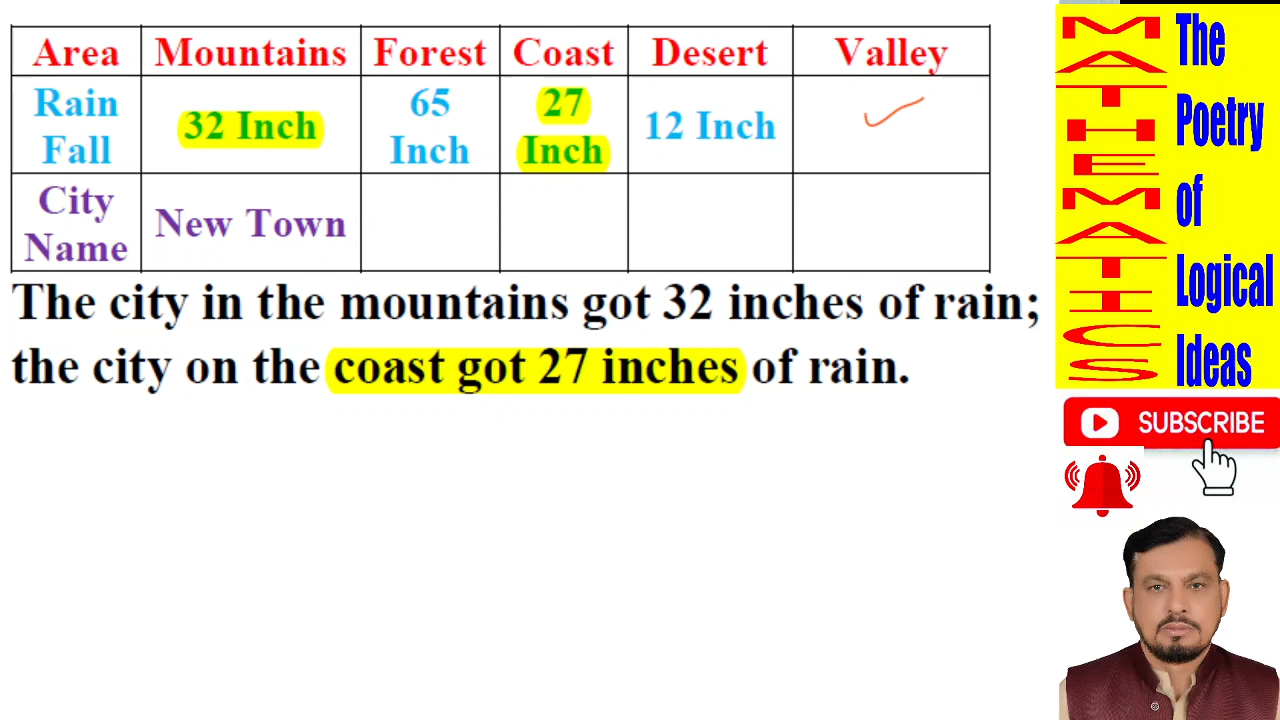 Area Mountains Forest Coast Desert Valley
Rain Fall 32 Inch 65 Inch 27 Inch 12 Inch
City Name New Town
The city in the mountains got 32 inches of rain;
the city on the coast got 27 inches of rain.
MATHEMATICS
The
Poetry
of
Logical
Ideas
SUBSCRIBE